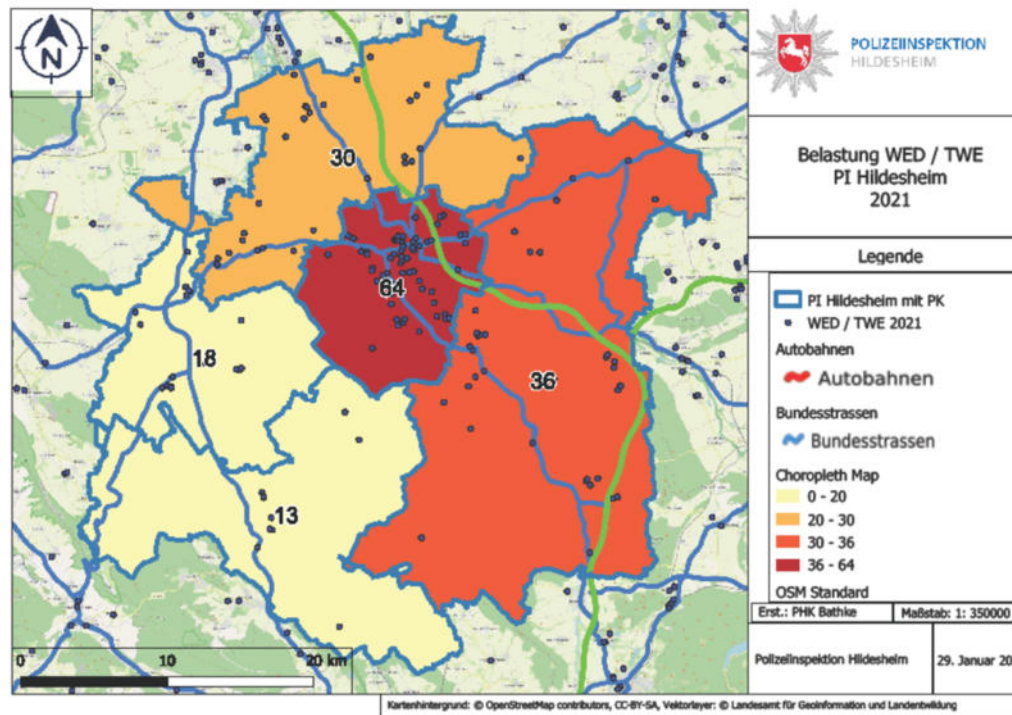 N
30
64
18
36
13
0 10 20 km
POLIZEIINSPEKTION
HILDESHEIM
Belastung WED / TWE
PI Hildesheim
2021
Legende
PI Hildesheim mit PK
WED / TWE 2021
Autobahnen
Autobahnen
Bundesstrassen
Bundesstrassen
Choropleth Map
0 - 20
20 - 30
30 - 36
36 - 64
OSM Standard
Erst.: PHK Bathke
Maßstab: 1: 350000
Polizeiinspektion Hildesheim
29. Januar 20
Kartenhintergrund: © OpenStreetMap contributors, CC-BY-SA, Vektorlayer: © Landesamt für Geoinformation und Landentwicklung